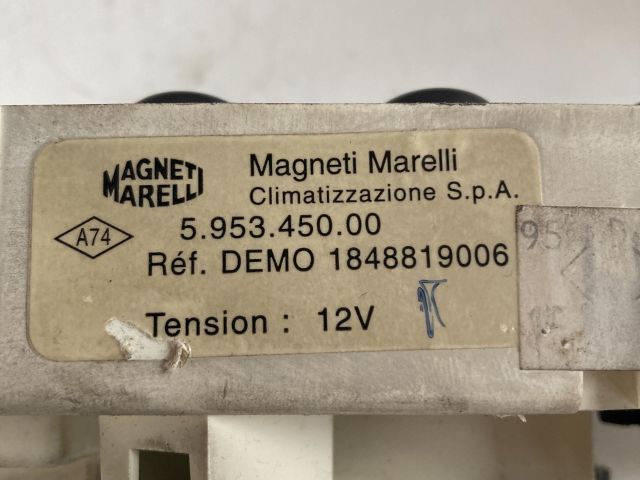 MAGNETI
MARELLI
Magneti Marelli
Climatizzazione S.p.A.
A74
5.953.450.00
Réf. DEMO 1848819006
Tension : 12V